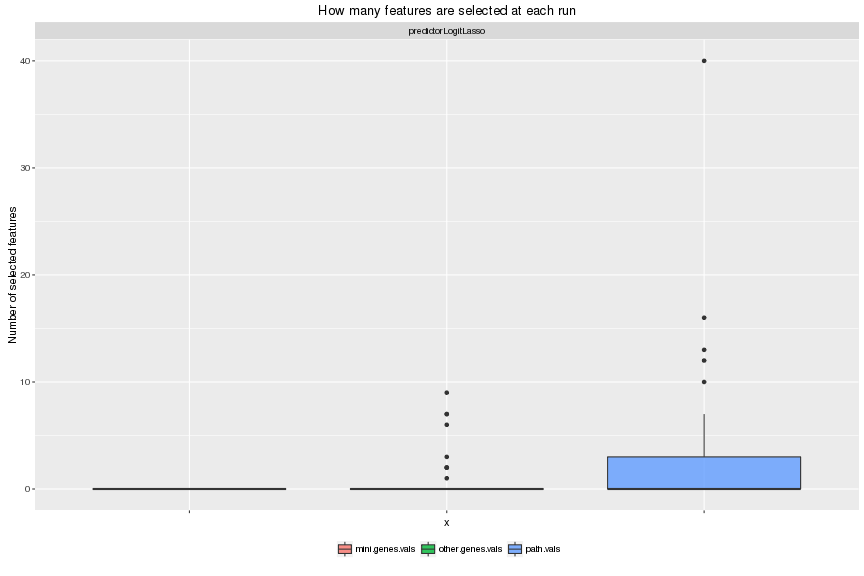 How many features are selected at each run
predictorLogitLasso
Number of selected features
40
30
20
10
0
x
mini.genes.vals other.genes.vals path.vals